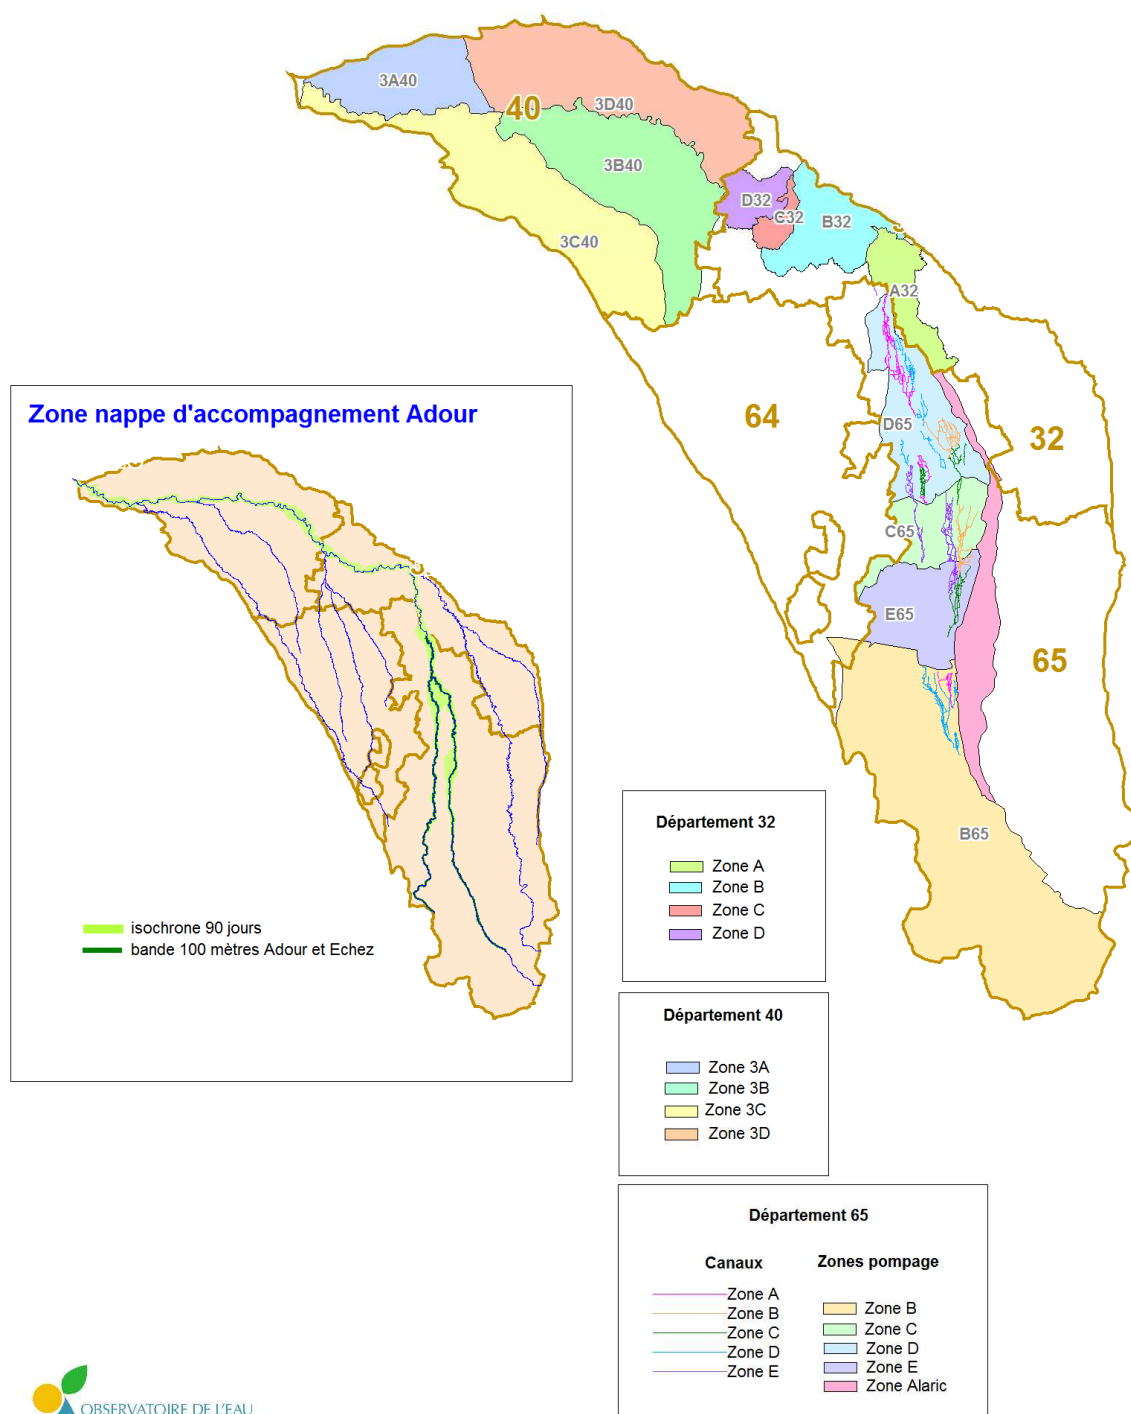 3A40
40
3D40
3B40
3C40
D32
C32
B32
A32
64
32
D65
C65
E65
65
B65
Zone nappe d'accompagnement Adour
isochrone 90 jours
bande 100 mètres Adour et Echez
Département 32
Zone A
Zone B
Zone C
Zone D
Département 40
Zone 3A
Zone 3B
Zone 3C
Zone 3D
Département 65
Canaux
Zone A
Zone B
Zone C
Zone D
Zone E
Zones pompage
Zone B
Zone C
Zone D
Zone E
Zone Alaric
OBSERVATOIRE DE L'EAU